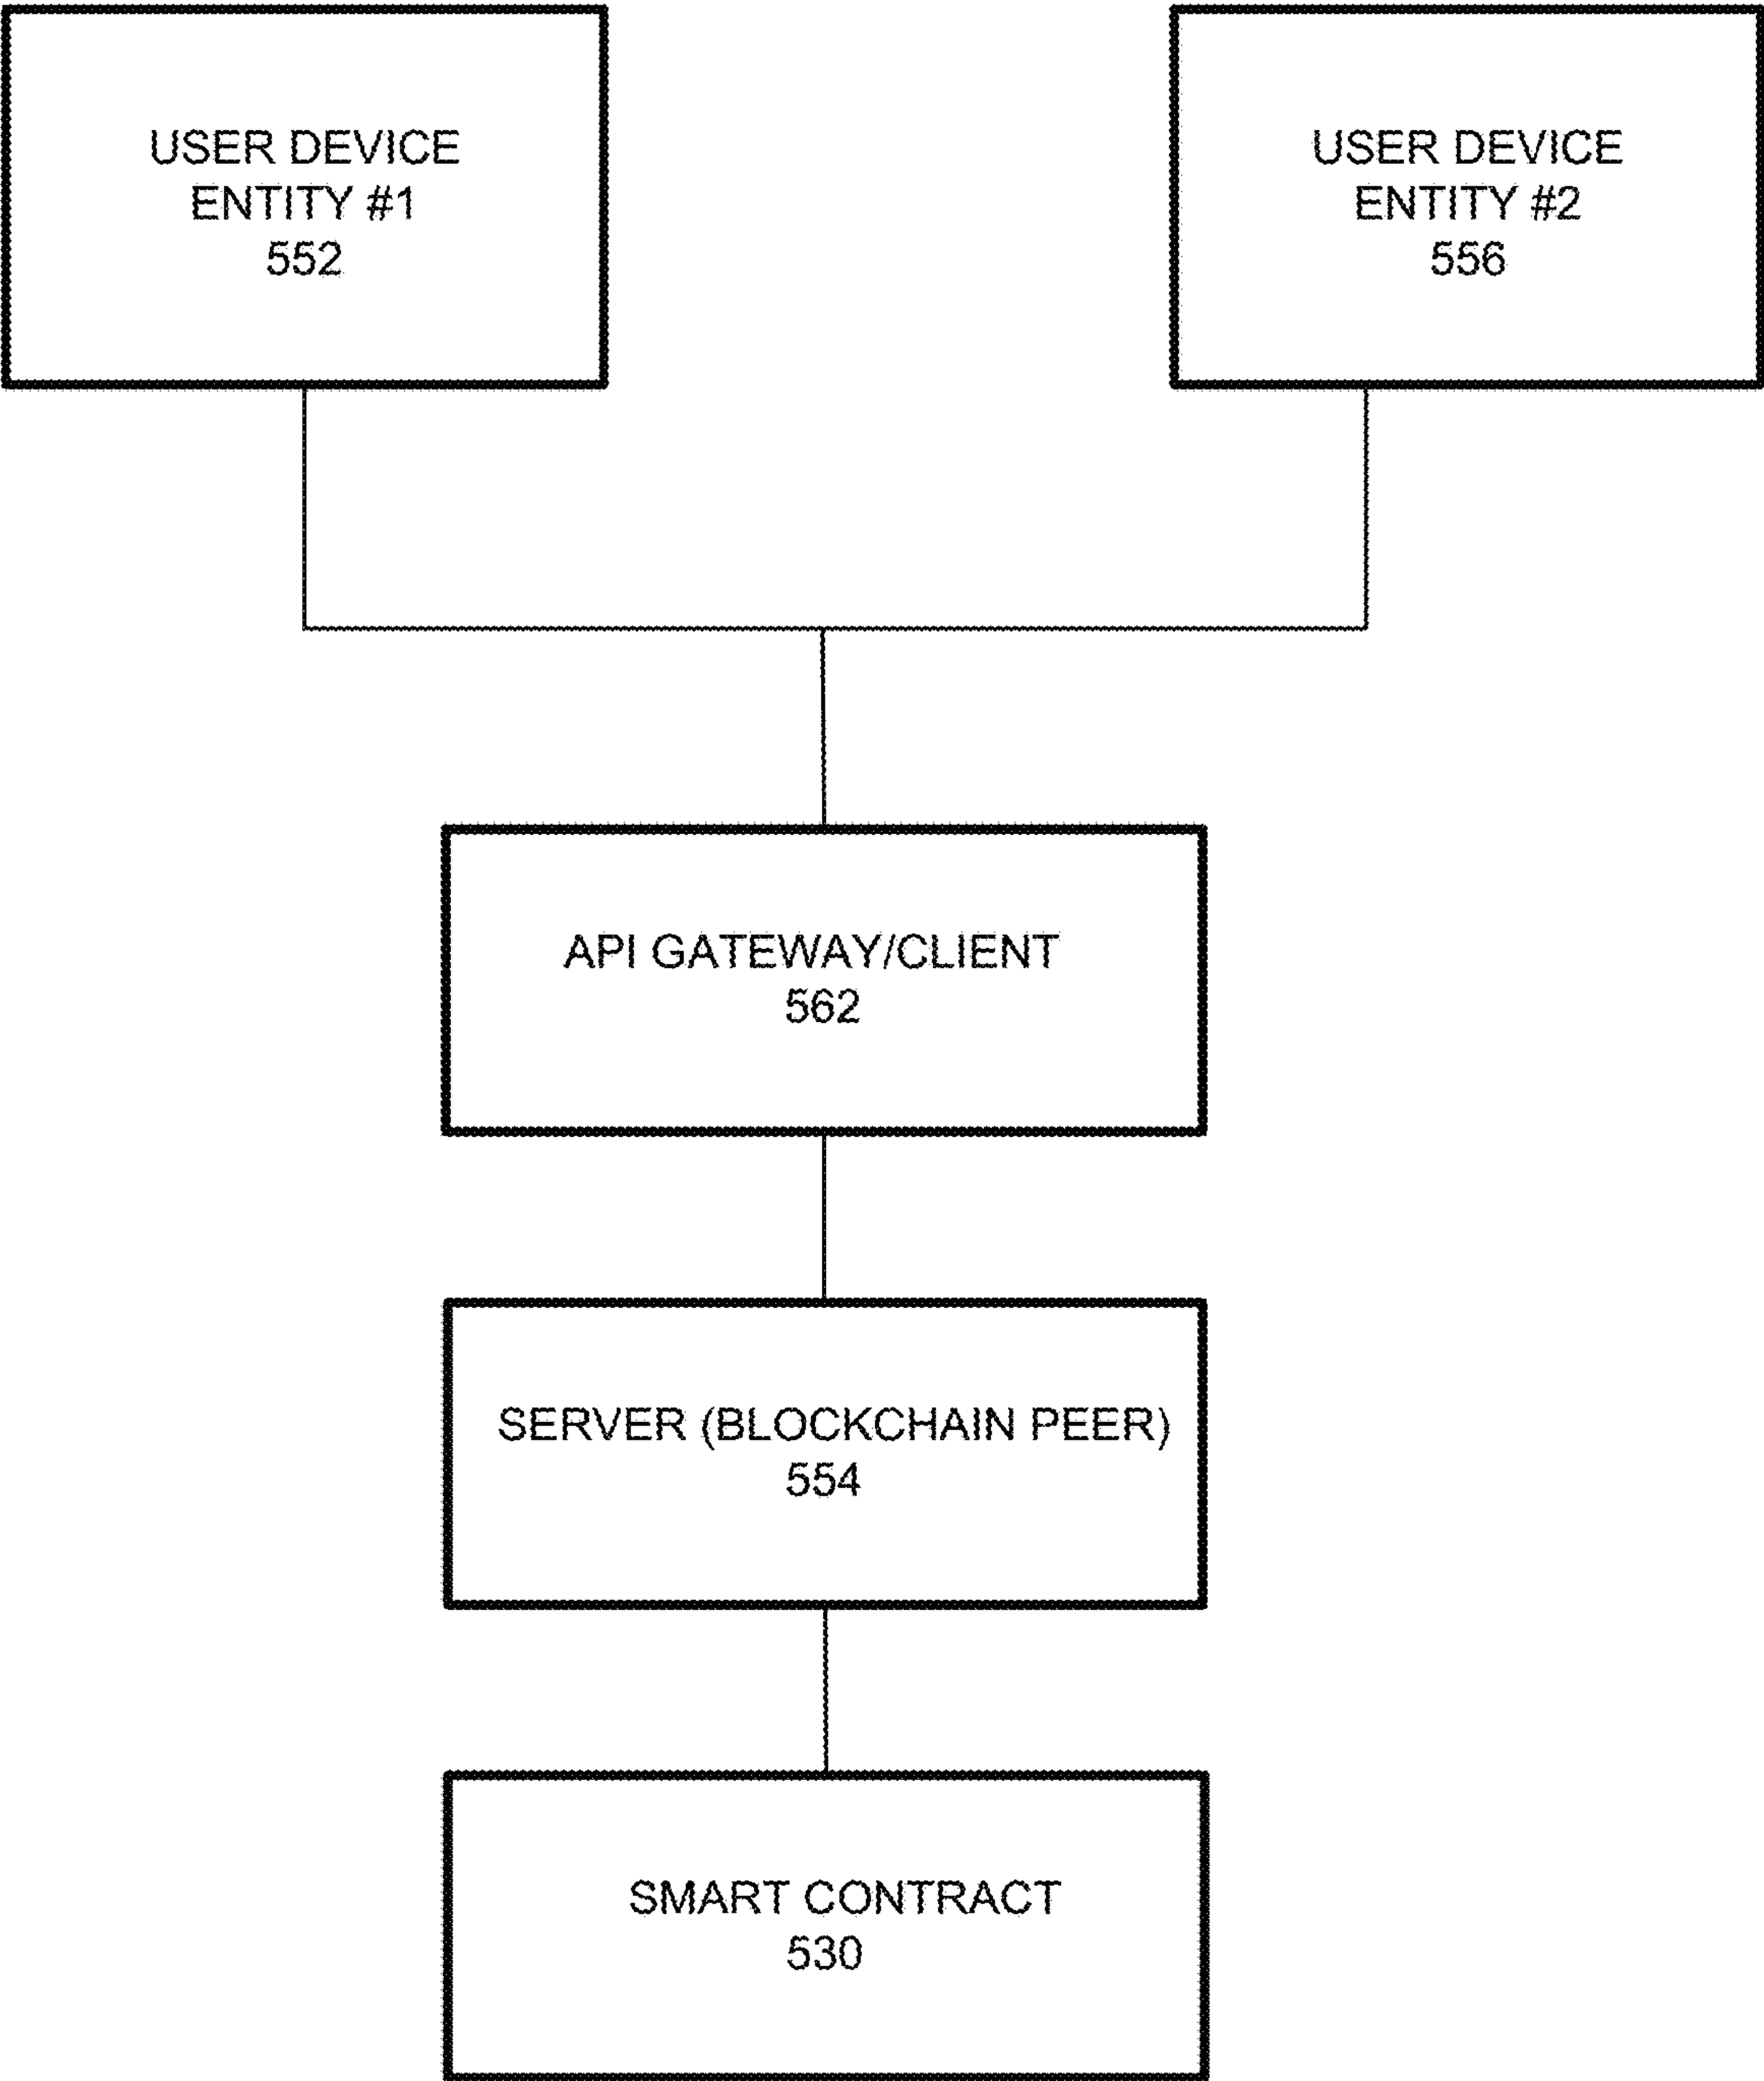 USER DEVICE
ENTITY #1
552
USER DEVICE
ENTITY #2
556
API GATEWAY/CLIENT
562
SERVER (BLOCKCHAIN PEER)
554
SMART CONTRACT
530